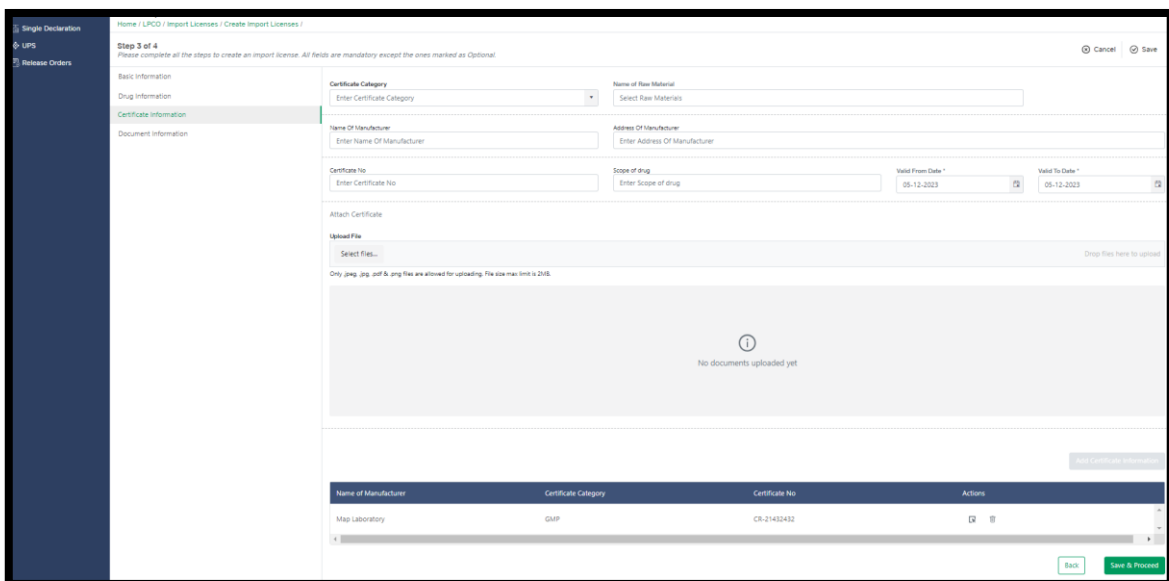 Single Declaration
UPS
Release Orders
Home / LPCO / Import Licenses / Create Import Licenses /
Step 3 of 4
Please complete all the steps to create an import license. All fields are mandatory except the ones marked as Optional.
Cancel
Save
Basic Information
Drug Information
Certificate Information
Document Information
Certificate Category
Name of Raw Material
Enter Certificate Category
Select Raw Materials
Name Of Manufacturer
Address Of Manufacturer
Enter Name Of Manufacturer
Enter Address Of Manufacturer
Certificate No
Scope of drug
Valid From Date *
Valid To Date *
Enter Certificate No
Enter Scope of drug
05-12-2023
05-12-2023
Attach Certificate
Upload File
Select files...
Drop files here to upload
Only .jpeg, .jpg, .pdf & .png files are allowed for uploading. File size max limit is 2MB.
No documents uploaded yet
Add Certificate Information
Name of Manufacturer
Certificate Category
Certificate No
Actions
Map Laboratory
GMP
CR-21432432
Back
Save & Proceed